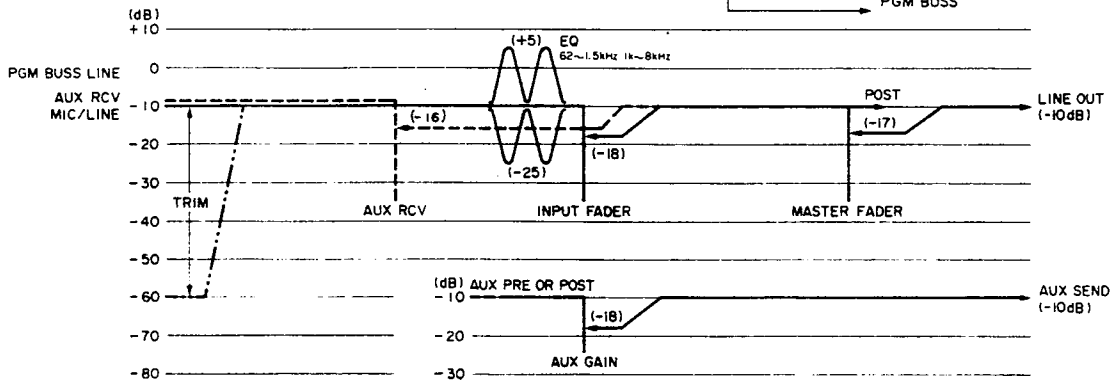 PGM BUSS
(dB)
+10
(+5) EQ
62~1.5kHz 1k~8kHz
PGM BUSS LINE
0
AUX RCV
MIC/LINE
-10
POST
LINE OUT
(-10dB)
(-16)
(-18)
(-17)
-20
(-25)
-30
TRIM
AUX RCV
INPUT FADER
MASTER FADER
-40
-50
-60
(dB) AUX PRE OR POST
-10
AUX SEND
(-10dB)
(-18)
-70
-20
AUX GAIN
-80
-30